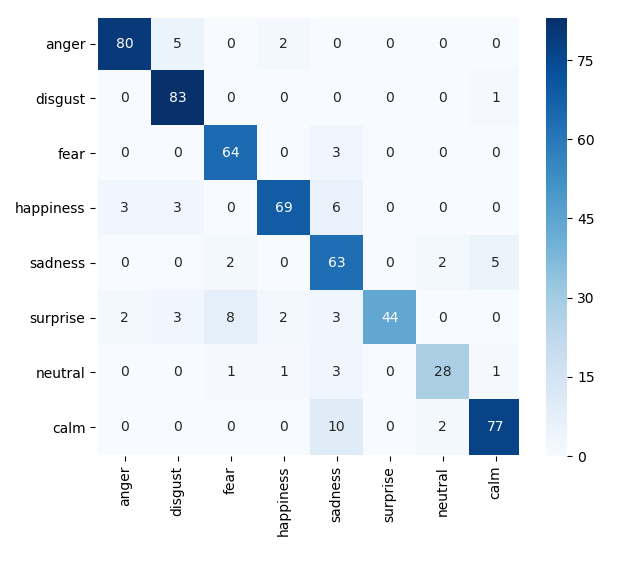 anger 80 5 0 2 0 0 0 0
disgust 0 83 0 0 0 0 0 1
fear 0 0 64 0 3 0 0 0
happiness 3 3 0 69 6 0 0 0
sadness 0 0 2 0 63 0 2 5
surprise 2 3 8 2 3 44 0 0
neutral 0 0 1 1 3 0 28 1
calm 0 0 0 0 10 0 2 77
anger disgust fear happiness sadness surprise neutral calm
75
60
45
30
15
0